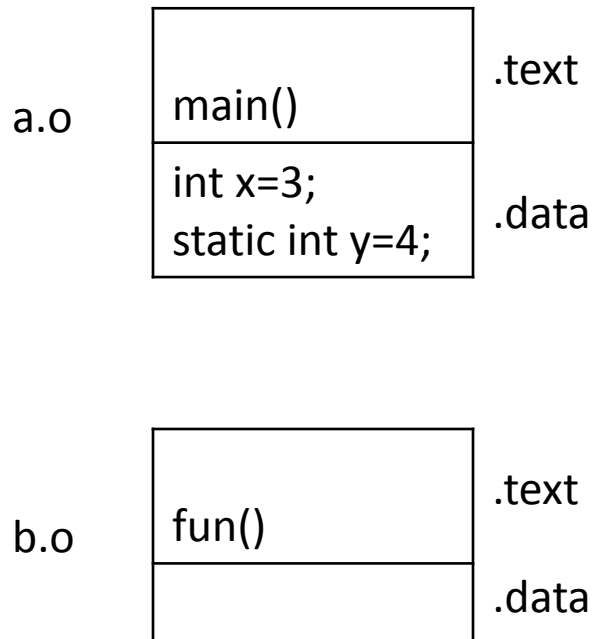 a.o
main()
.text
int x=3;
static int y=4;
.data
b.o
fun()
.text
.data